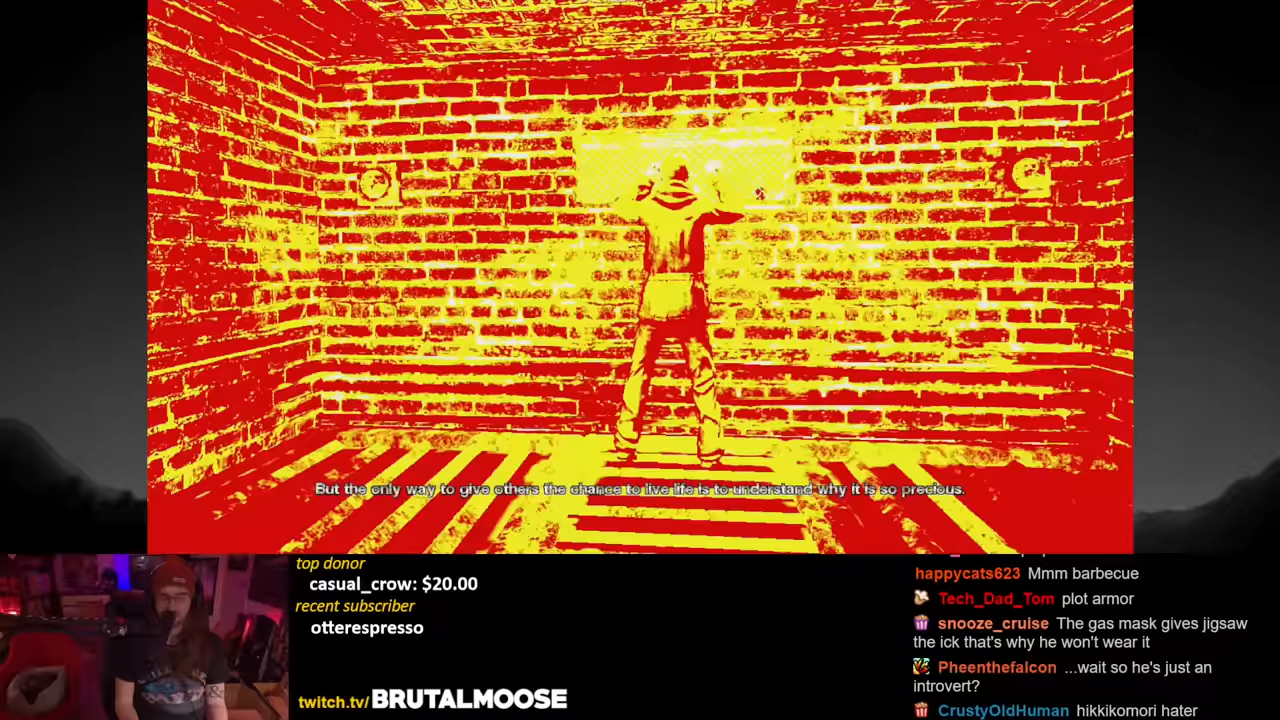 But the only way to give others the chance to live life is to understand why it is so precious.
top donor
casual_crow: $20.00
recent subscriber
otterespresso
twitch.tv/BRUTALMOOSE
happycats623 Mmm barbecue
Tech_Dad_Tom plot armor
snooze_cruise The gas mask gives jigsaw
the ick that's why he won't wear it
Pheenthefalcon ...wait so he's just an
introvert?
CrustyOldHuman hikkikomori hater